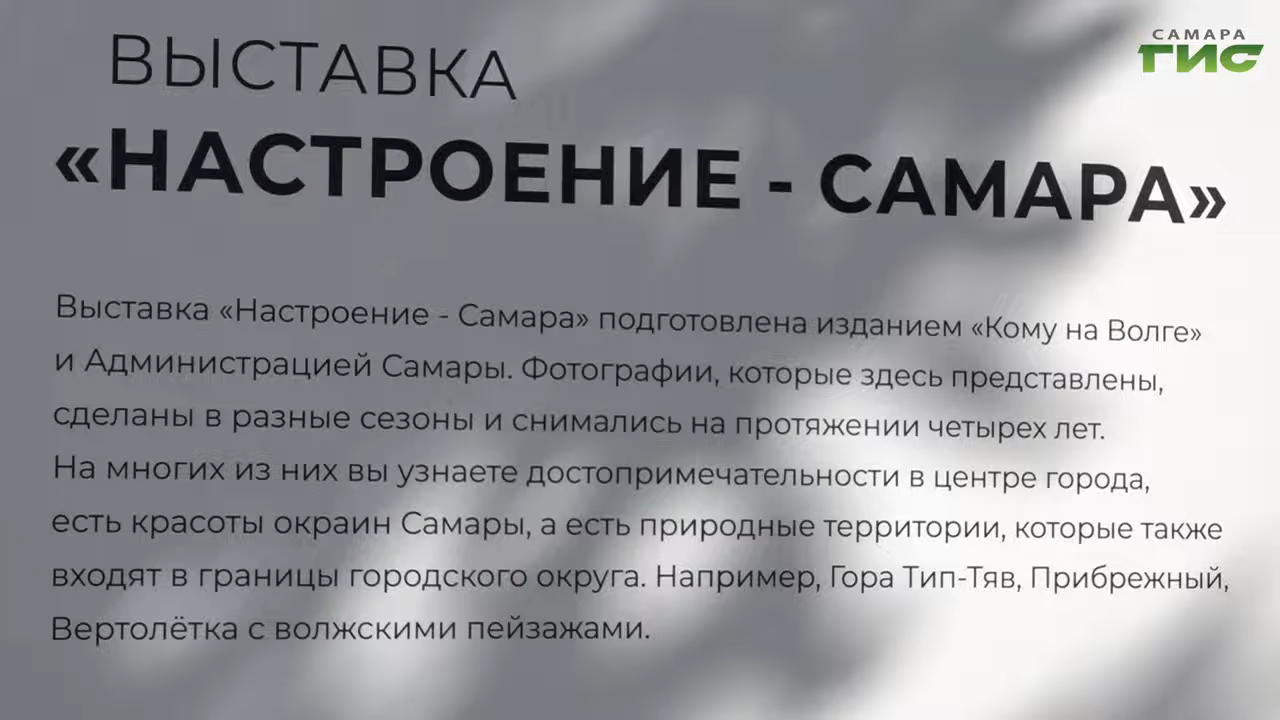 САМАРА
ГИС
ВЫСТАВКА
«НАСТРОЕНИЕ - САМАРА»
Выставка «Настроение - Самара» подготовлена изданием «Кому на Волге»
и Администрацией Самары. Фотографии, которые здесь представлены,
сделаны в разные сезоны и снимались на протяжении четырех лет.
На многих из них вы узнаете достопримечательности в центре города,
есть красоты окраин Самары, а есть природные территории, которые также
входят в границы городского округа. Например, Гора Тип-Тяв, Прибрежный,
Вертолётка с волжскими пейзажами.